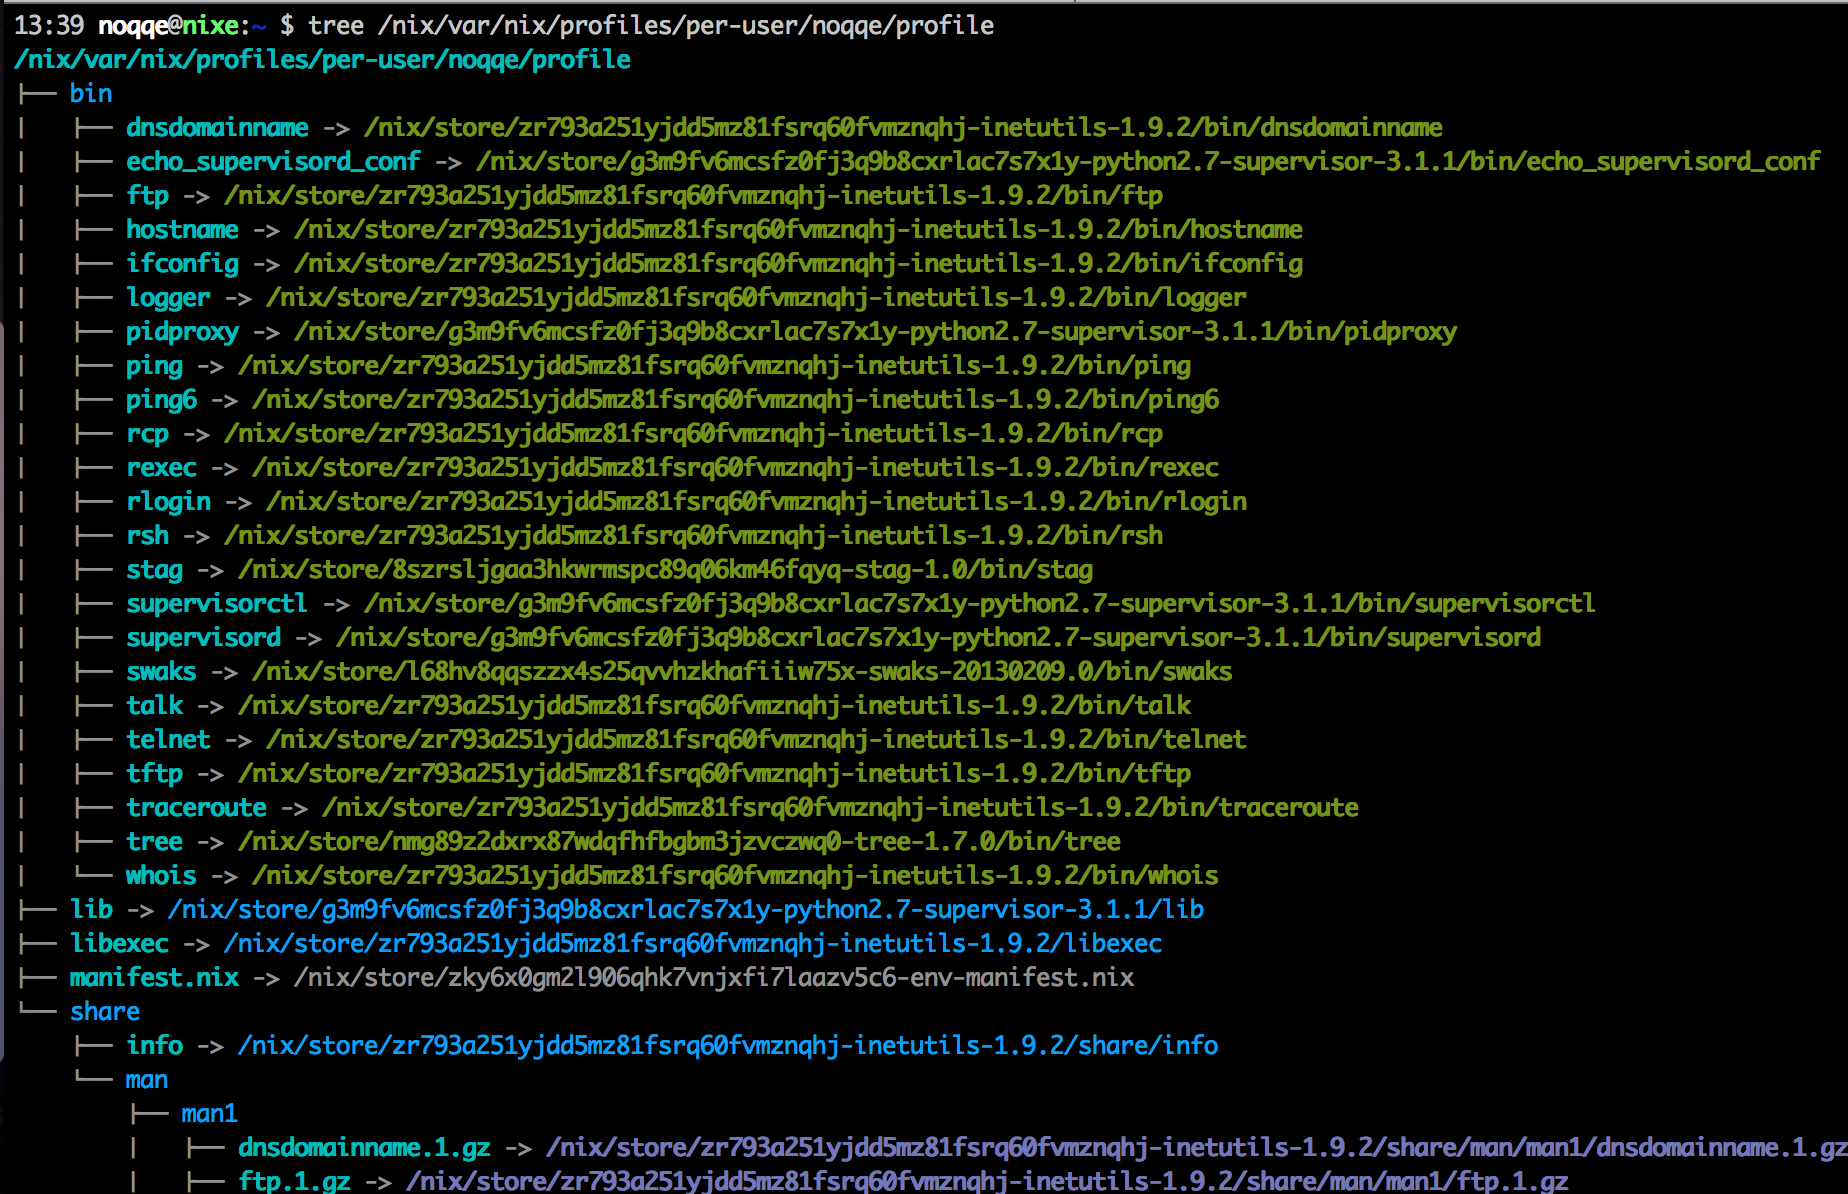 13:39 noqqe@nixe:~ $ tree /nix/var/nix/profiles/per-user/noqqe/profile
/nix/var/nix/profiles/per-user/noqqe/profile
├── bin
│   ├── dnsdomainname -> /nix/store/zr793a251yjdd5mz81fsrq60fvmznqhj-inetutils-1.9.2/bin/dnsdomainname
│   ├── echo_supervisord_conf -> /nix/store/g3m9fv6mcsfz0fj3q9b8cxrlac7s7x1y-python2.7-supervisor-3.1.1/bin/echo_supervisord_conf
│   ├── ftp -> /nix/store/zr793a251yjdd5mz81fsrq60fvmznqhj-inetutils-1.9.2/bin/ftp
│   ├── hostname -> /nix/store/zr793a251yjdd5mz81fsrq60fvmznqhj-inetutils-1.9.2/bin/hostname
│   ├── ifconfig -> /nix/store/zr793a251yjdd5mz81fsrq60fvmznqhj-inetutils-1.9.2/bin/ifconfig
│   ├── logger -> /nix/store/zr793a251yjdd5mz81fsrq60fvmznqhj-inetutils-1.9.2/bin/logger
│   ├── pidproxy -> /nix/store/g3m9fv6mcsfz0fj3q9b8cxrlac7s7x1y-python2.7-supervisor-3.1.1/bin/pidproxy
│   ├── ping -> /nix/store/zr793a251yjdd5mz81fsrq60fvmznqhj-inetutils-1.9.2/bin/ping
│   ├── ping6 -> /nix/store/zr793a251yjdd5mz81fsrq60fvmznqhj-inetutils-1.9.2/bin/ping6
│   ├── rcp -> /nix/store/zr793a251yjdd5mz81fsrq60fvmznqhj-inetutils-1.9.2/bin/rcp
│   ├── rexec -> /nix/store/zr793a251yjdd5mz81fsrq60fvmznqhj-inetutils-1.9.2/bin/rexec
│   ├── rlogin -> /nix/store/zr793a251yjdd5mz81fsrq60fvmznqhj-inetutils-1.9.2/bin/rlogin
│   ├── rsh -> /nix/store/zr793a251yjdd5mz81fsrq60fvmznqhj-inetutils-1.9.2/bin/rsh
│   ├── stag -> /nix/store/8szrsljgaa3hkwrmspc89q06km46fqyq-stag-1.0/bin/stag
│   ├── supervisorctl -> /nix/store/g3m9fv6mcsfz0fj3q9b8cxrlac7s7x1y-python2.7-supervisor-3.1.1/bin/supervisorctl
│   ├── supervisord -> /nix/store/g3m9fv6mcsfz0fj3q9b8cxrlac7s7x1y-python2.7-supervisor-3.1.1/bin/supervisord
│   ├── swaks -> /nix/store/l68hv8qqszzx4s25qvvhzkhafiiiw75x-swaks-20130209.0/bin/swaks
│   ├── talk -> /nix/store/zr793a251yjdd5mz81fsrq60fvmznqhj-inetutils-1.9.2/bin/talk
│   ├── telnet -> /nix/store/zr793a251yjdd5mz81fsrq60fvmznqhj-inetutils-1.9.2/bin/telnet
│   ├── tftp -> /nix/store/zr793a251yjdd5mz81fsrq60fvmznqhj-inetutils-1.9.2/bin/tftp
│   ├── traceroute -> /nix/store/zr793a251yjdd5mz81fsrq60fvmznqhj-inetutils-1.9.2/bin/traceroute
│   ├── tree -> /nix/store/nmg89z2dxrx87wdqfhfbgbm3jzvczwq0-tree-1.7.0/bin/tree
│   └── whois -> /nix/store/zr793a251yjdd5mz81fsrq60fvmznqhj-inetutils-1.9.2/bin/whois
├── lib -> /nix/store/g3m9fv6mcsfz0fj3q9b8cxrlac7s7x1y-python2.7-supervisor-3.1.1/lib
├── libexec -> /nix/store/zr793a251yjdd5mz81fsrq60fvmznqhj-inetutils-1.9.2/libexec
├── manifest.nix -> /nix/store/zky6x0gm2l906qhk7vnjxfi7laazv5c6-env-manifest.nix
└── share
    ├── info -> /nix/store/zr793a251yjdd5mz81fsrq60fvmznqhj-inetutils-1.9.2/share/info
    └── man
        ├── man1
        │   ├── dnsdomainname.1.gz -> /nix/store/zr793a251yjdd5mz81fsrq60fvmznqhj-inetutils-1.9.2/share/man/man1/dnsdomainname.1.gz
        │   ├── ftp.1.gz -> /nix/store/zr793a251yjdd5mz81fsrq60fvmznqhj-inetutils-1.9.2/share/man/man1/ftp.1.gz